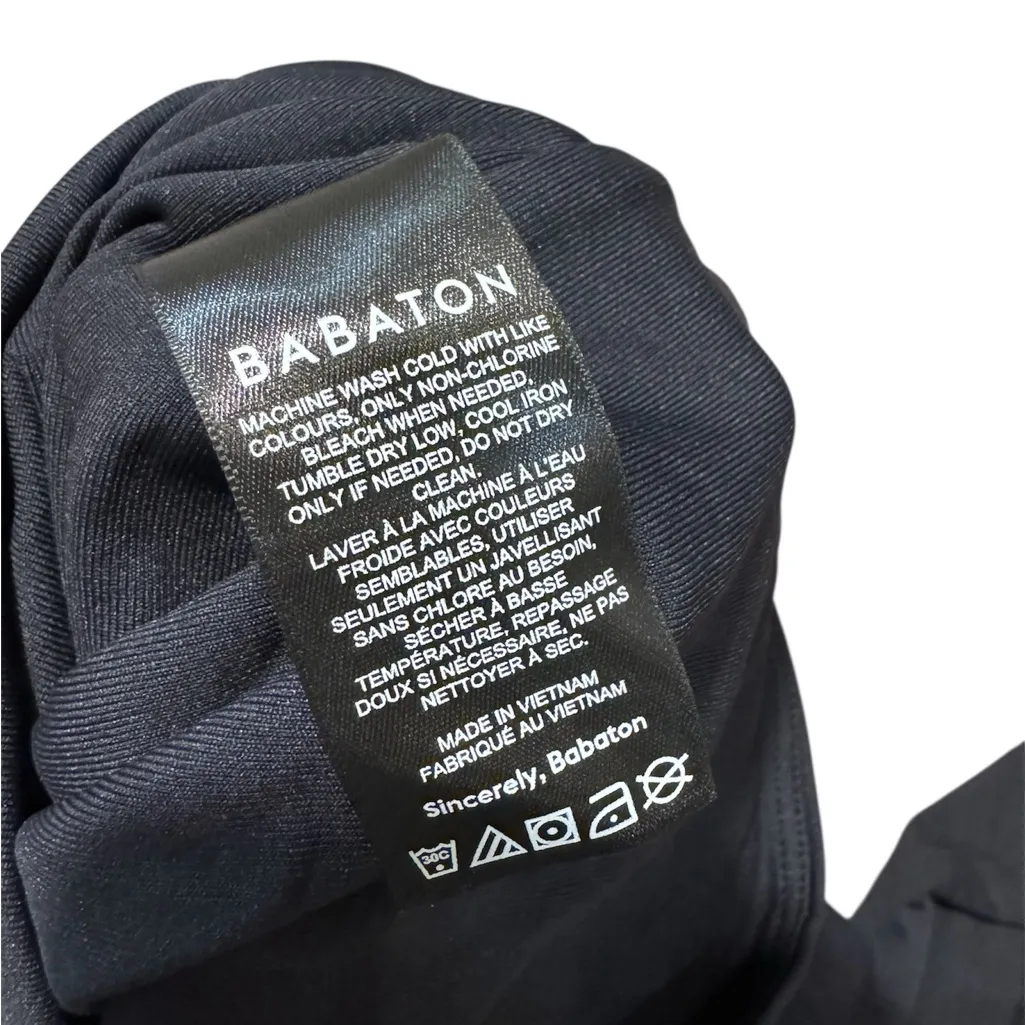 BABATON
MACHINE WASH COLD WITH LIKE
COLOURS, ONLY NON-CHLORINE
BLEACH WHEN NEEDED,
TUMBLE DRY LOW, COOL IRON
ONLY IF NEEDED, DO NOT DRY
CLEAN.
LAVER À LA MACHINE À L'EAU
FROIDE AVEC COULEURS
SEMBLABLES, UTILISER
SEULEMENT UN JAVELLISANT
SANS CHLORE AU BESOIN,
SÉCHER À BASSE
TEMPÉRATURE, REPASSAGE
DOUX SI NÉCESSAIRE, NE PAS
NETTOYER À SEC.
MADE IN VIETNAM
FABRIQUÉ AU VIETNAM
Sincerely, Babaton
30C